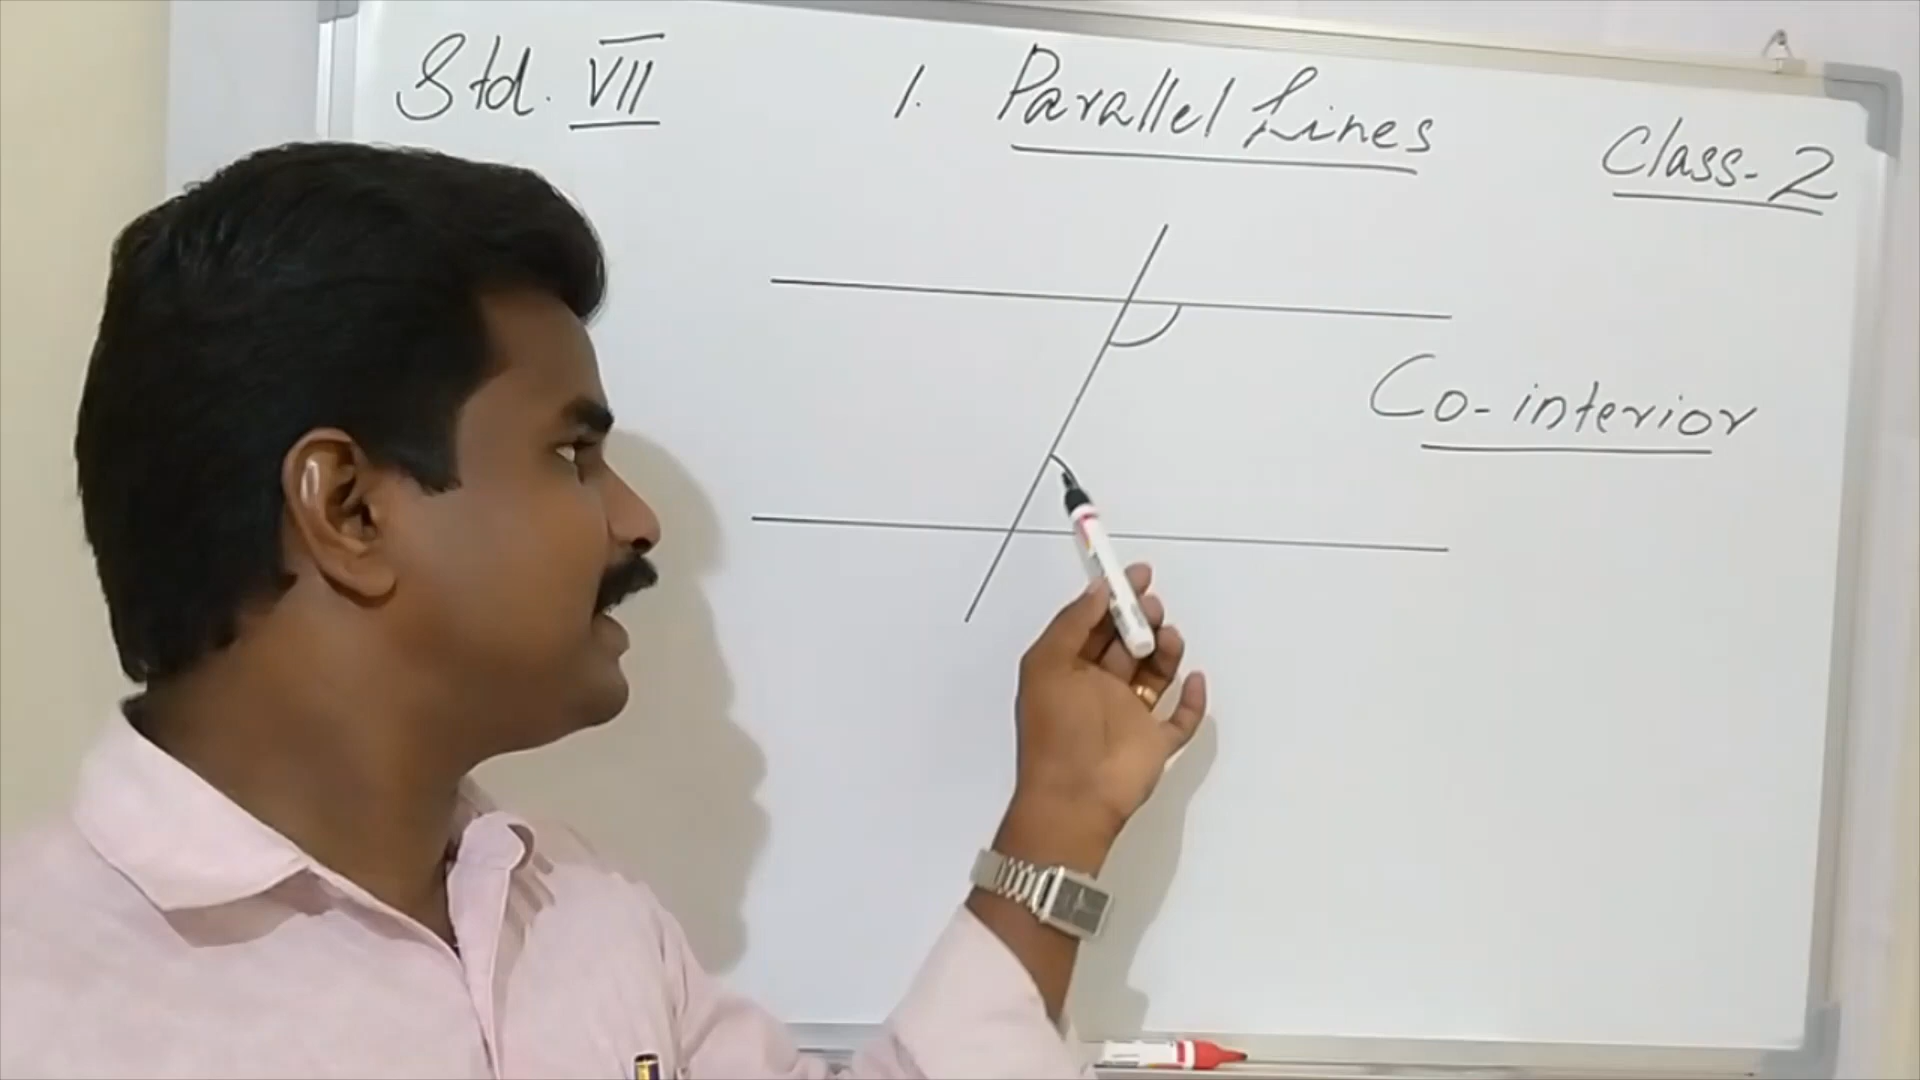 Std. VII
1. Parallel Lines
Class-2
Co-interior